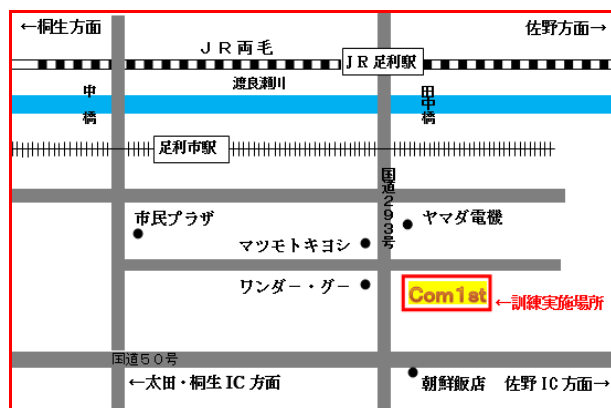 ←桐生方面
佐野方面→
ＪＲ両毛
ＪＲ足利駅
渡良瀬川
中橋
田中橋
足利市駅
国道２９３号
市民プラザ
ヤマダ電機
マツモトキヨシ
ワンダー・グー
Com1st
←訓練実施場所
国道５０号
←太田・桐生IC方面
朝鮮飯店
佐野IC方面→